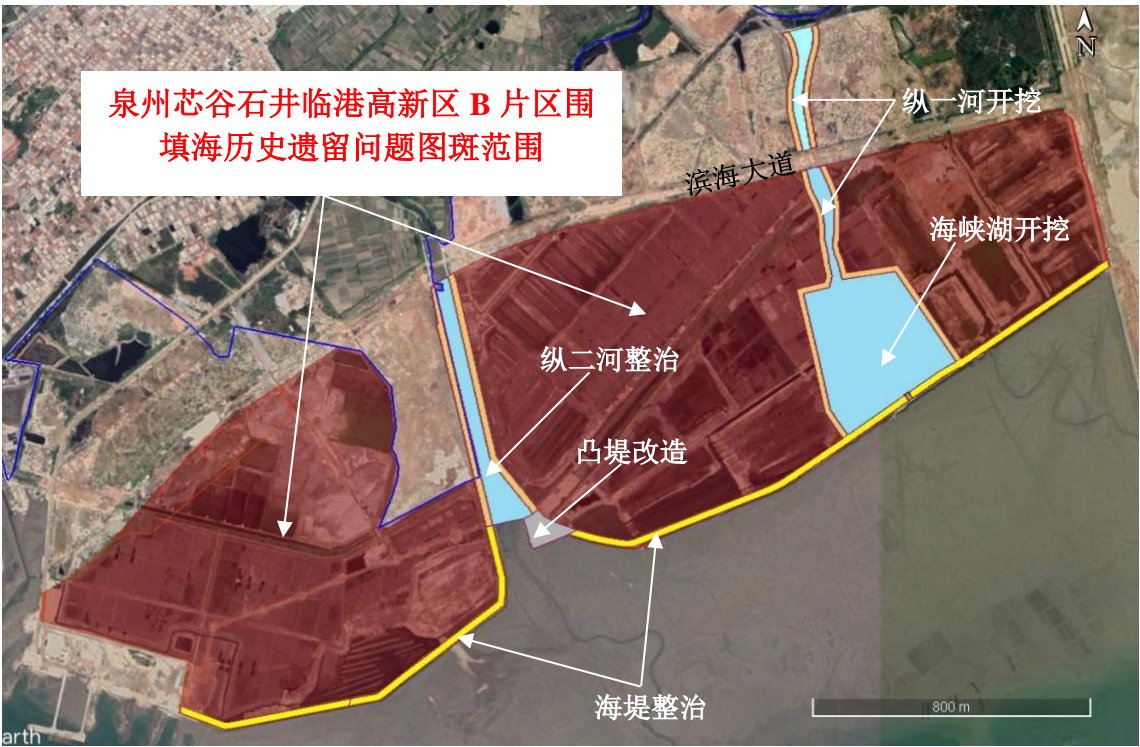 N
泉州芯谷石井临港高新区 B 片区围
填海历史遗留问题图斑范围
纵一河开挖
滨海大道
海峡湖开挖
纵二河整治
凸堤改造
海堤整治
800 m
arth